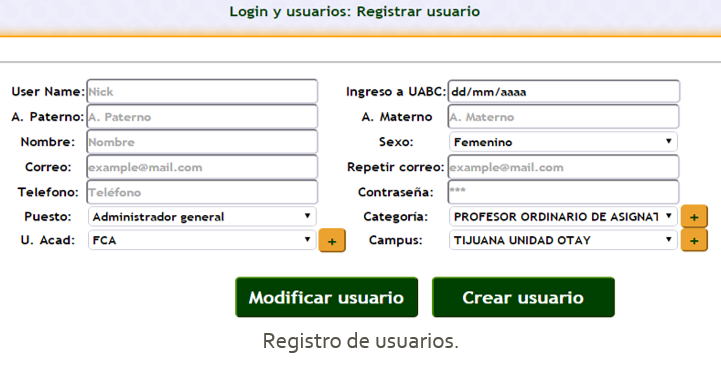 Login y usuarios: Registrar usuario
User Name: Nick Ingreso a UABC: dd/mm/aaaa
A. Paterno: A. Paterno A. Materno A. Materno
Nombre: Nombre Sexo: Femenino
Correo: example@mail.com Repetir correo: example@mail.com
Telefono: Teléfono Contraseña: ***
Puesto: Administrador general Categoría: PROFESOR ORDINARIO DE ASIGNAT +
U. Acad: FCA + Campus: TIJUANA UNIDAD OTAY +
Modificar usuario Crear usuario
Registro de usuarios.